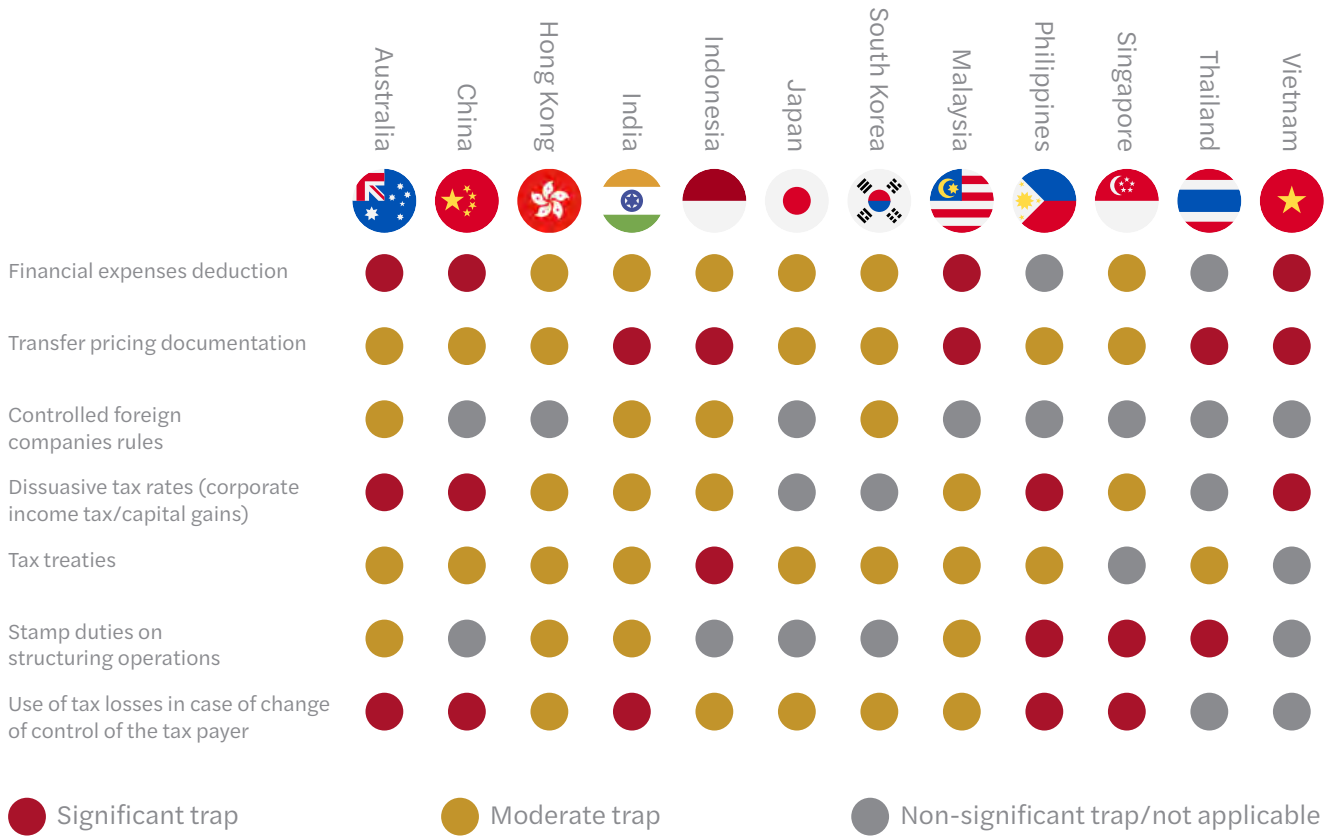 Australia
China
Hong Kong
India
Indonesia
Japan
South Korea
Malaysia
Philippines
Singapore
Thailand
Vietnam
Financial expenses deduction
Transfer pricing documentation
Controlled foreign
companies rules
Dissuasive tax rates (corporate
income tax/capital gains)
Tax treaties
Stamp duties on
structuring operations
Use of tax losses in case of change
of control of the tax payer
Significant trap
Moderate trap
Non-significant trap/not applicable